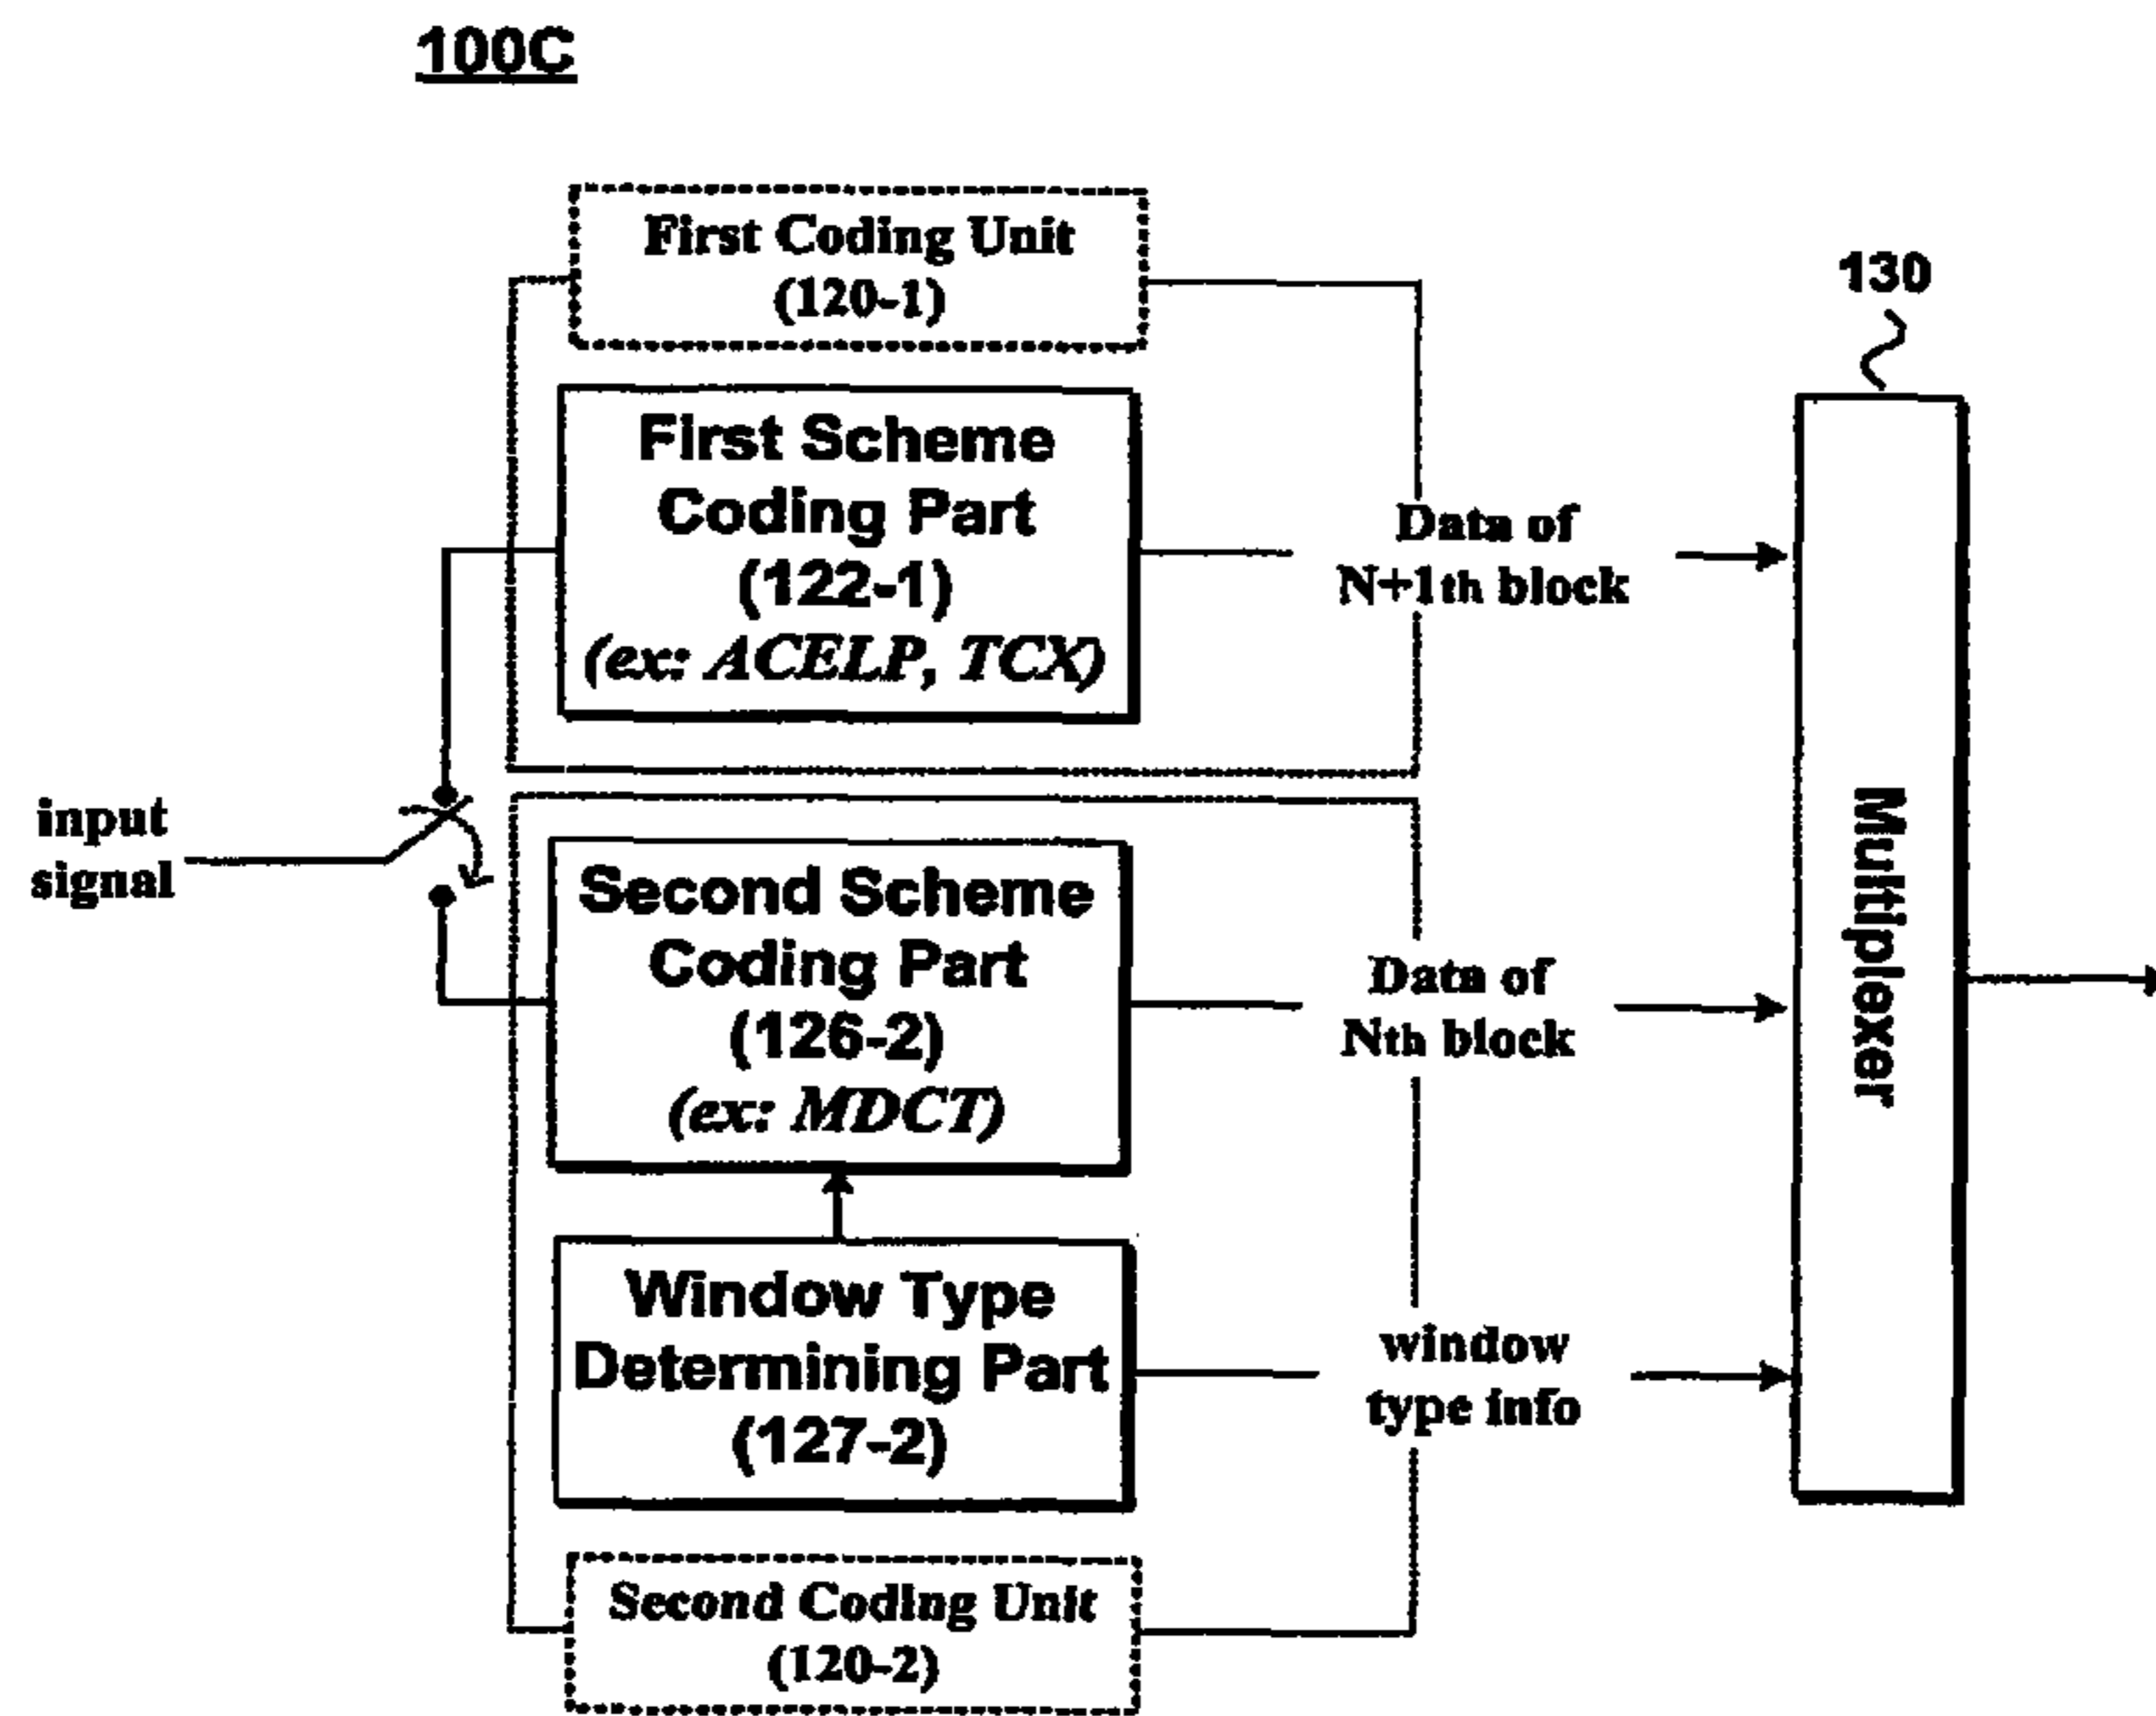 100C
First Coding Unit
(120-1)
130
First Scheme
Coding Part
(122-1)
(ex: ACELP, TCX)
Data of
N+1th block
input
signal
Second Scheme
Coding Part
(126-2)
(ex: MDCT)
Data of
Nth block
Multiplexer
Window Type
Determining Part
(127-2)
window
type info
Second Coding Unit
(120-2)